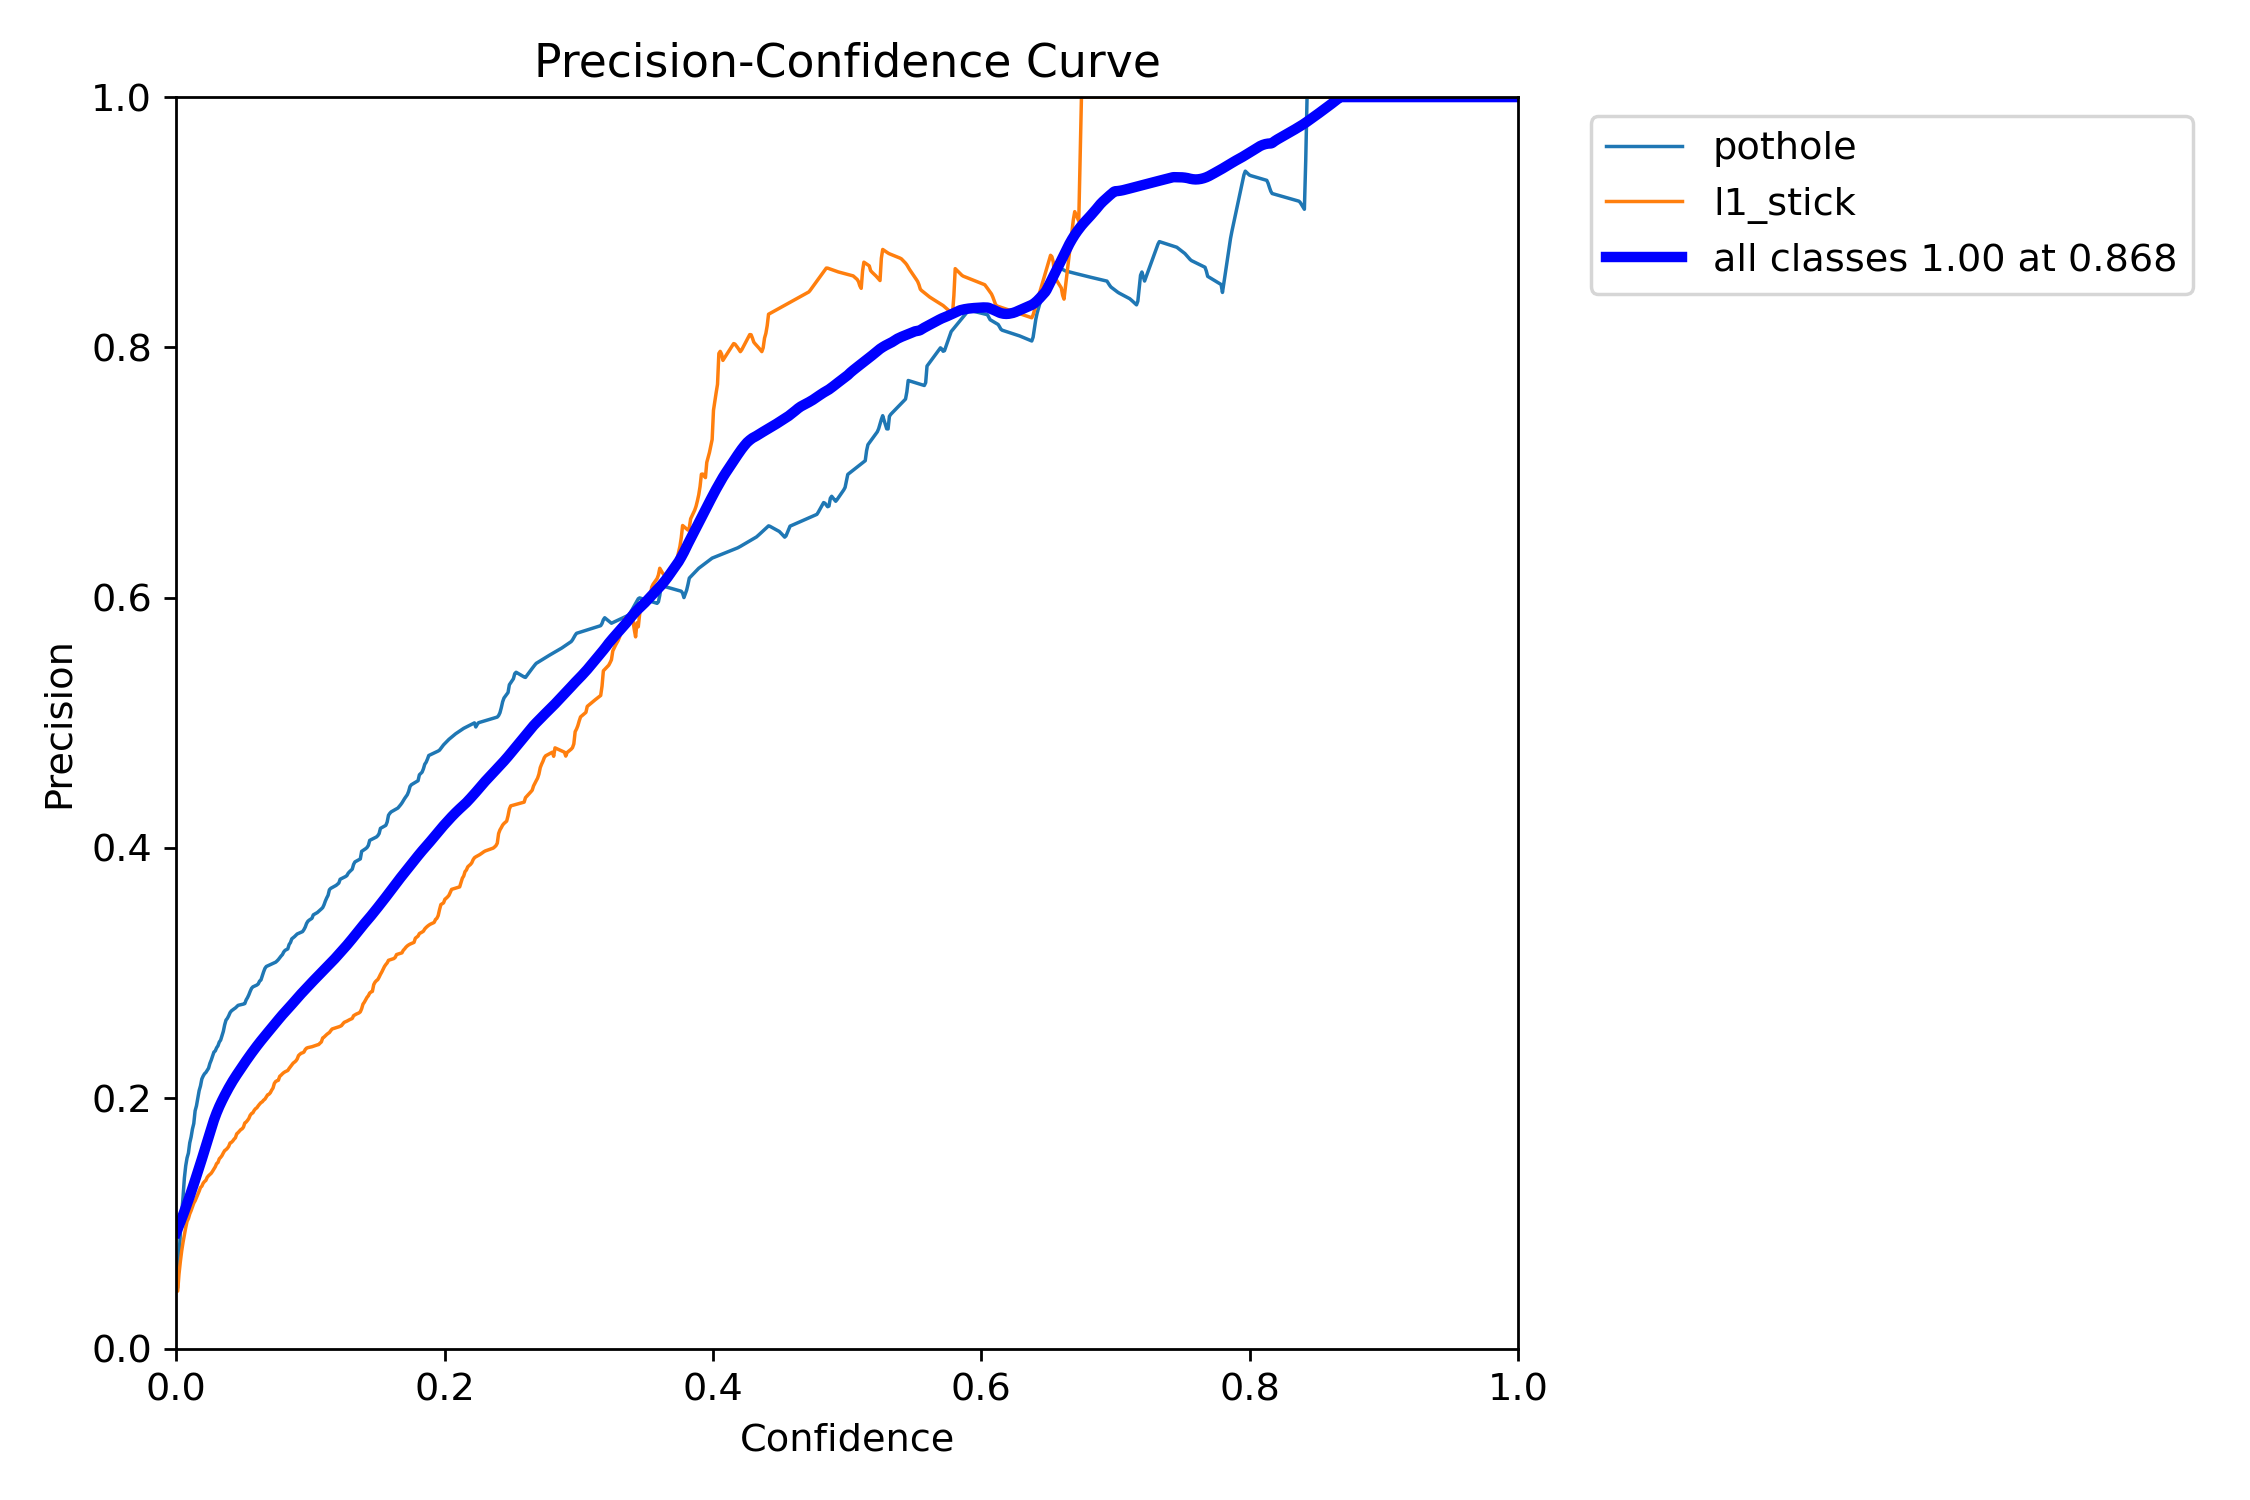 Precision-Confidence Curve
1.0
0.8
0.6
0.4
0.2
0.0
Precision
0.0 0.2 0.4 0.6 0.8 1.0
Confidence
pothole
l1_stick
all classes 1.00 at 0.868